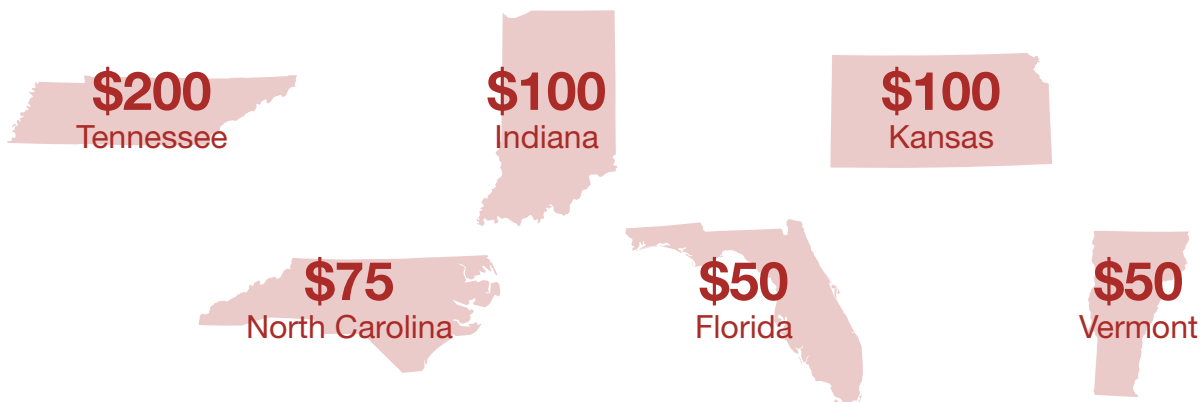 $200
Tennessee
$100
Indiana
$100
Kansas
$75
North Carolina
$50
Florida
$50
Vermont